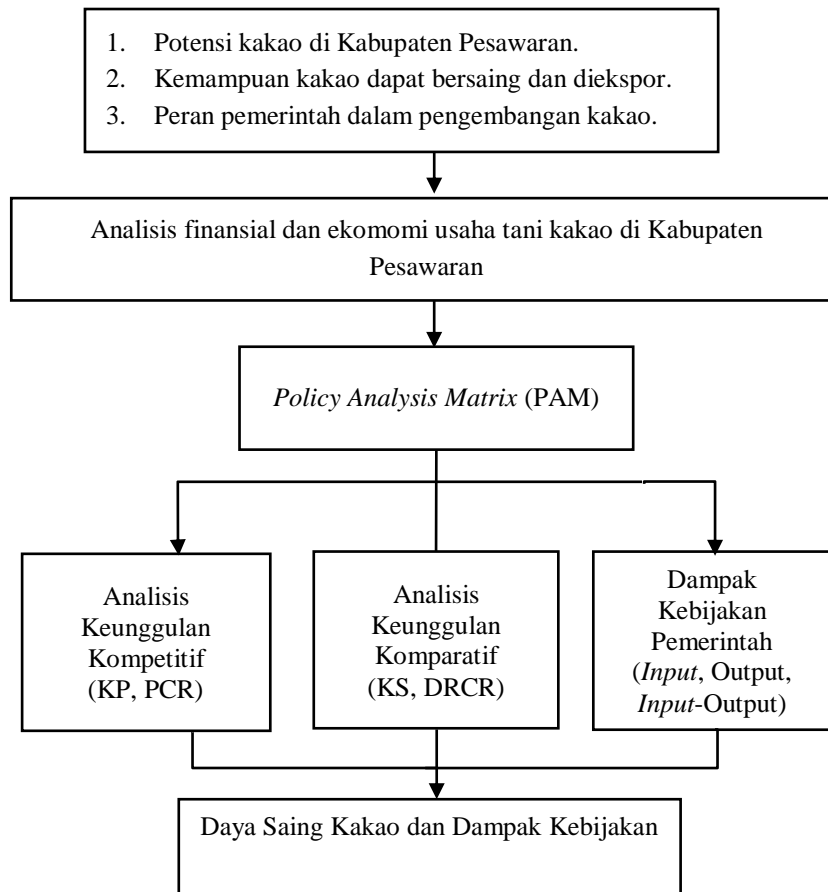 1. Potensi kakao di Kabupaten Pesawaran.
2. Kemampuan kakao dapat bersaing dan diekspor.
3. Peran pemerintah dalam pengembangan kakao.
Analisis finansial dan ekomomi usaha tani kakao di Kabupaten
Pesawaran
Policy Analysis Matrix (PAM)
Analisis
Keunggulan
Kompetitif
(KP, PCR)
Analisis
Keunggulan
Komparatif
(KS, DRCR)
Dampak
Kebijakan
Pemerintah
(Input, Output,
Input-Output)
Daya Saing Kakao dan Dampak Kebijakan